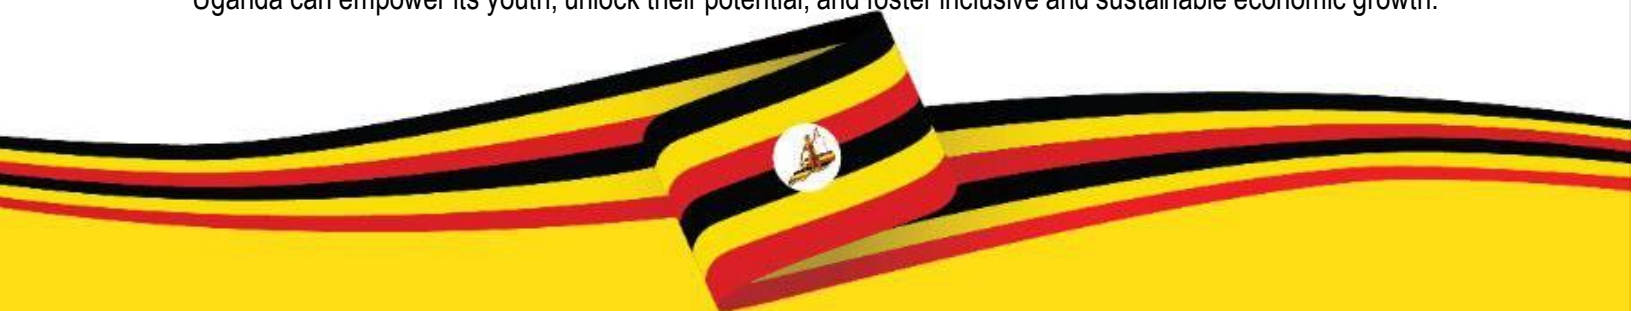 Uganda can empower its youth, unlock their potential, and foster inclusive and sustainable economic growth.